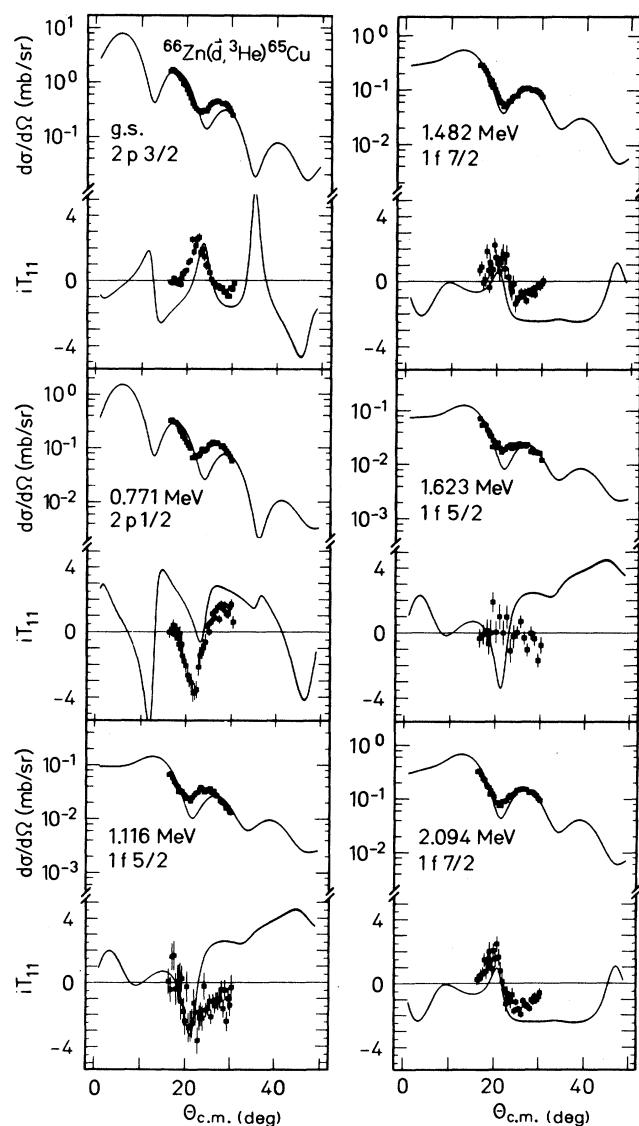 ⁶⁶Zn(d⃗, ³He)⁶⁵Cu
dσ/dΩ (mb/sr)
10¹
10⁰
10⁻¹
g.s.
2p 3/2
iT₁₁
4
0
-4
10⁰
10⁻¹
10⁻²
1.482 MeV
1f 7/2
4
0
-4
dσ/dΩ (mb/sr)
10⁰
10⁻¹
10⁻²
0.771 MeV
2p 1/2
iT₁₁
4
0
-4
10⁻¹
10⁻²
10⁻³
1.623 MeV
1f 5/2
4
0
-4
dσ/dΩ (mb/sr)
10⁻¹
10⁻²
10⁻³
1.116 MeV
1f 5/2
iT₁₁
4
0
-4
0 20 40
Θc.m. (deg)
10⁰
10⁻¹
10⁻²
2.094 MeV
1f 7/2
4
0
-4
0 20 40
Θc.m. (deg)